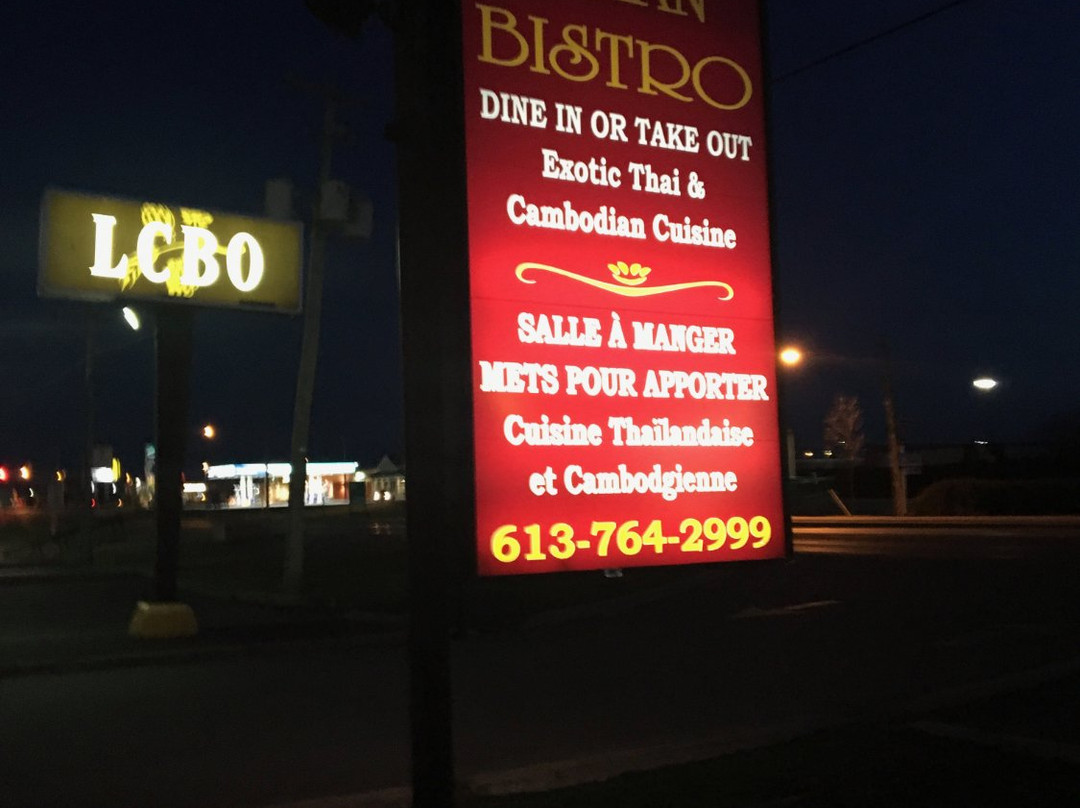 LCBO
BISTRO
DINE IN OR TAKE OUT
Exotic Thai &
Cambodian Cuisine
SALLE À MANGER
METS POUR APPORTER
Cuisine Thaïlandaise
et Cambodgienne
613-764-2999